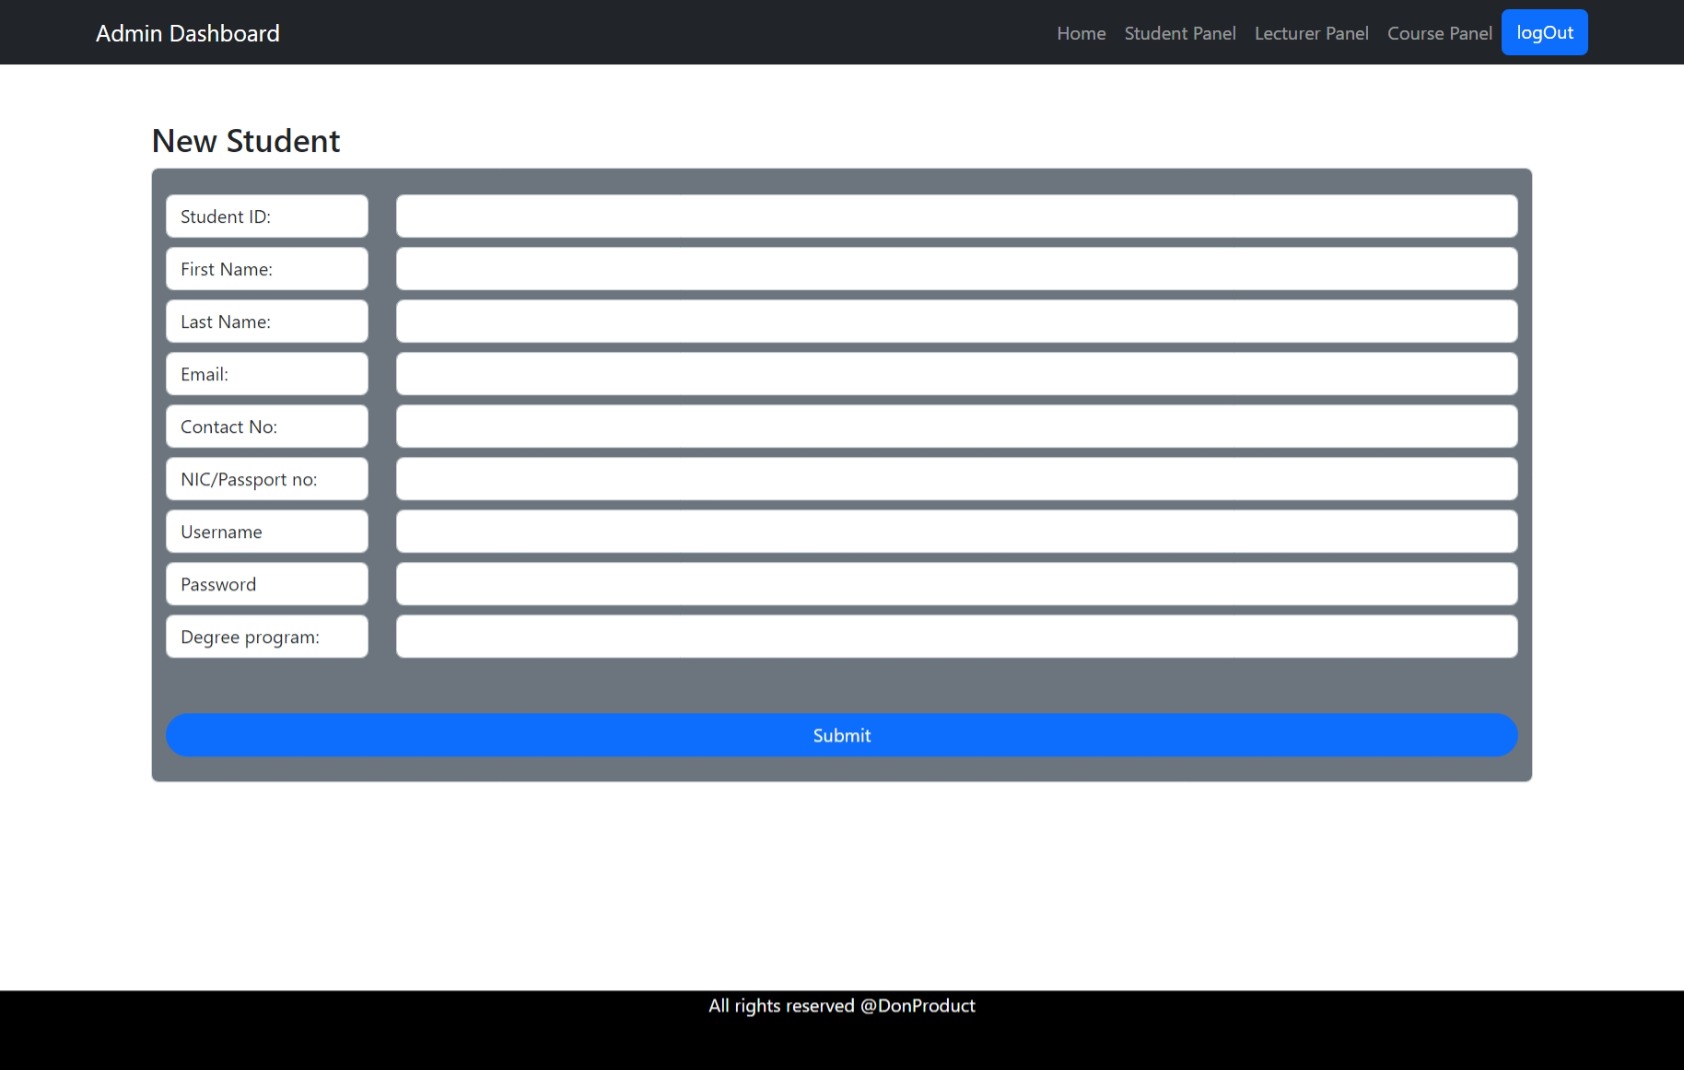 Admin Dashboard
Home Student Panel Lecturer Panel Course Panel logOut
New Student
Student ID:
First Name:
Last Name:
Email:
Contact No:
NIC/Passport no:
Username
Password
Degree program:
Submit
All rights reserved @DonProduct